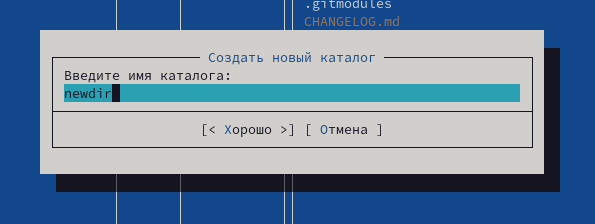 .gitmodules
CHANGELOG.md
Создать новый каталог
Введите имя каталога:
newdir
[< Хорошо >] [ Отмена ]